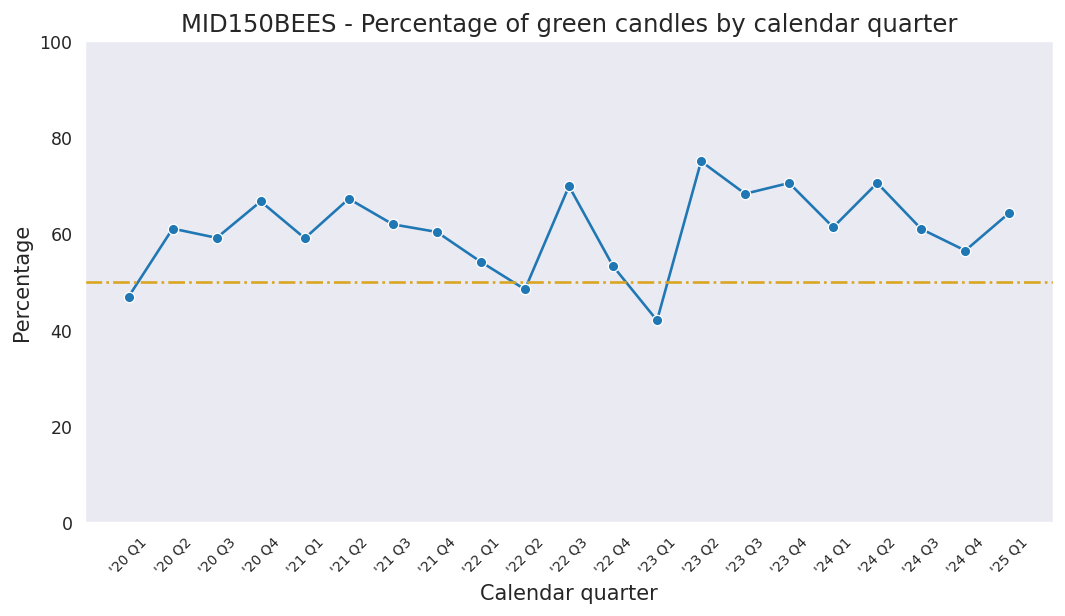 MID150BEES - Percentage of green candles by calendar quarter
100
80
60
40
20
0
Percentage
'20 Q1
'20 Q2
'20 Q3
'20 Q4
'21 Q1
'21 Q2
'21 Q3
'21 Q4
'22 Q1
'22 Q2
'22 Q3
'22 Q4
'23 Q1
'23 Q2
'23 Q3
'23 Q4
'24 Q1
'24 Q2
'24 Q3
'24 Q4
'25 Q1
Calendar quarter